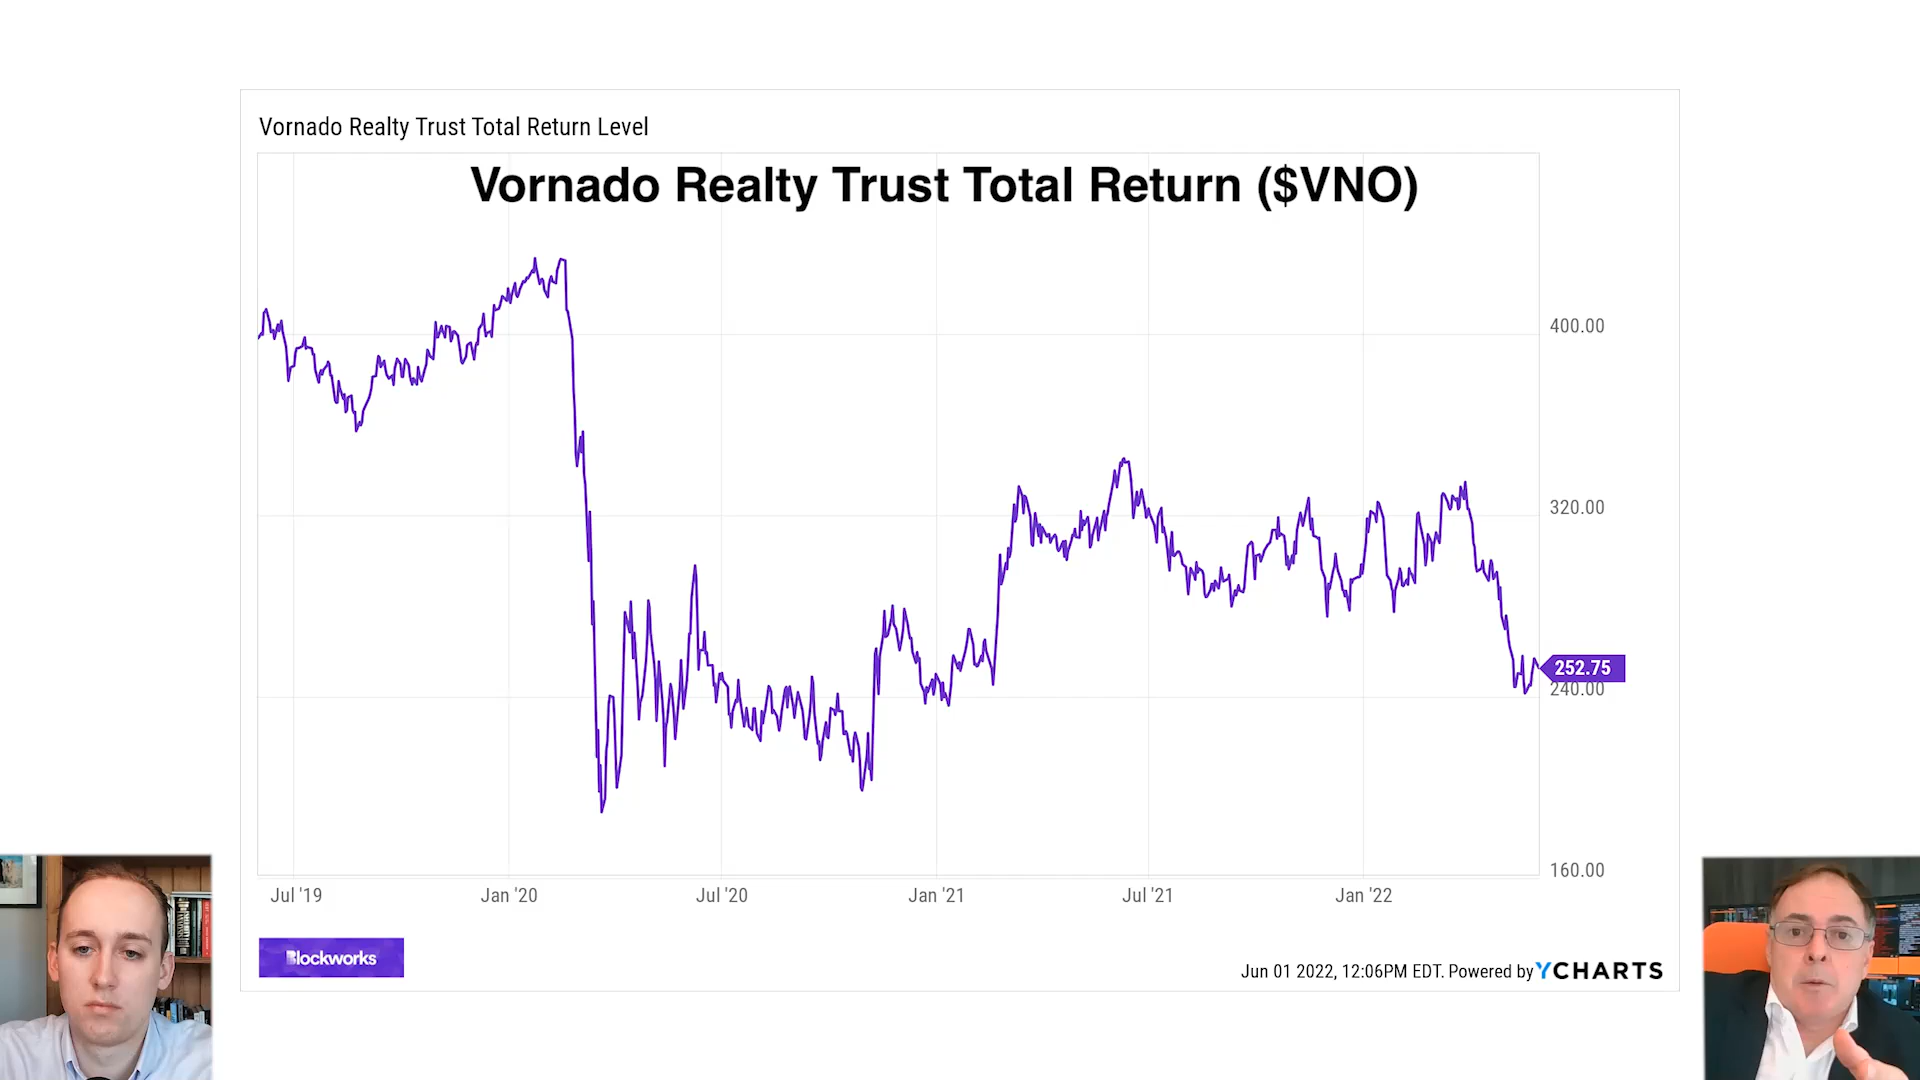 Vornado Realty Trust Total Return Level
Vornado Realty Trust Total Return ($VNO)
400.00
320.00
252.75
240.00
160.00
Jul '19
Jan '20
Jul '20
Jan '21
Jul '21
Jan '22
Blockworks
Jun 01 2022, 12:06PM EDT. Powered by YCHARTS